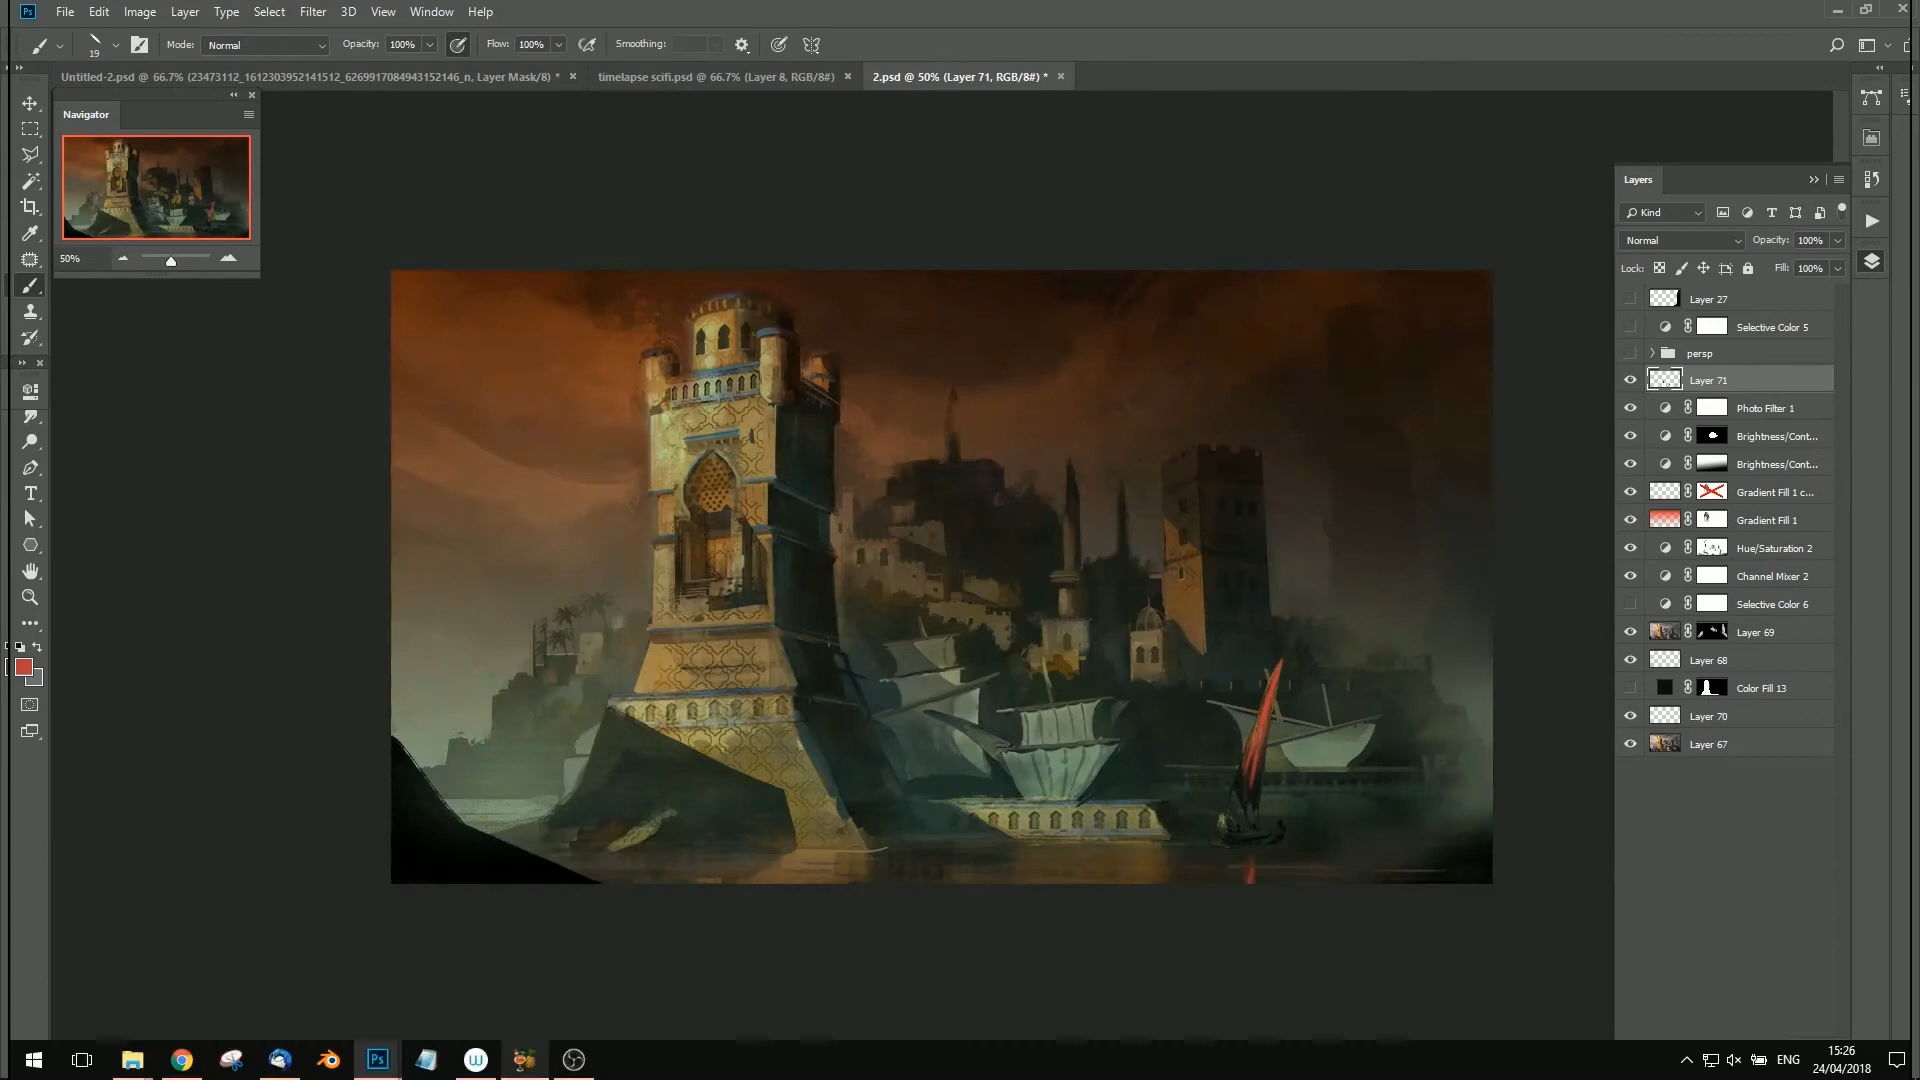 Ps File Edit Image Layer Type Select Filter 3D View Window Help
19 Mode: Normal Opacity: 100% Flow: 100% Smoothing:
Untitled-2.psd @ 66.7% (23473112_1612303952141512_6269917084943152146_n, Layer Mask/8) * timelapse scifi.psd @ 66.7% (Layer 8, RGB/8#) 2.psd @ 50% (Layer 71, RGB/8#) *
Navigator
50%
Layers
Kind
Normal Opacity: 100%
Lock: Fill: 100%
Layer 27
Selective Color 5
persp
Layer 71
Photo Filter 1
Brightness/Cont...
Brightness/Cont...
Gradient Fill 1 c...
Gradient Fill 1
Hue/Saturation 2
Channel Mixer 2
Selective Color 6
Layer 69
Layer 68
Color Fill 13
Layer 70
Layer 67
Ps
ENG
15:26
24/04/2018